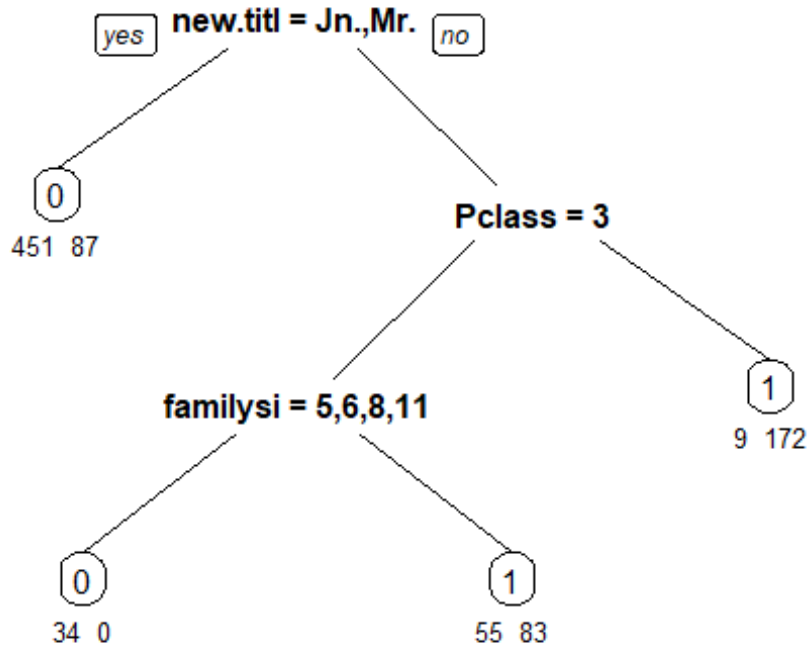 yes new.titl = Jn.,Mr. no
0
451 87
Pclass = 3
1
9 172
familysi = 5,6,8,11
0
34 0
1
55 83